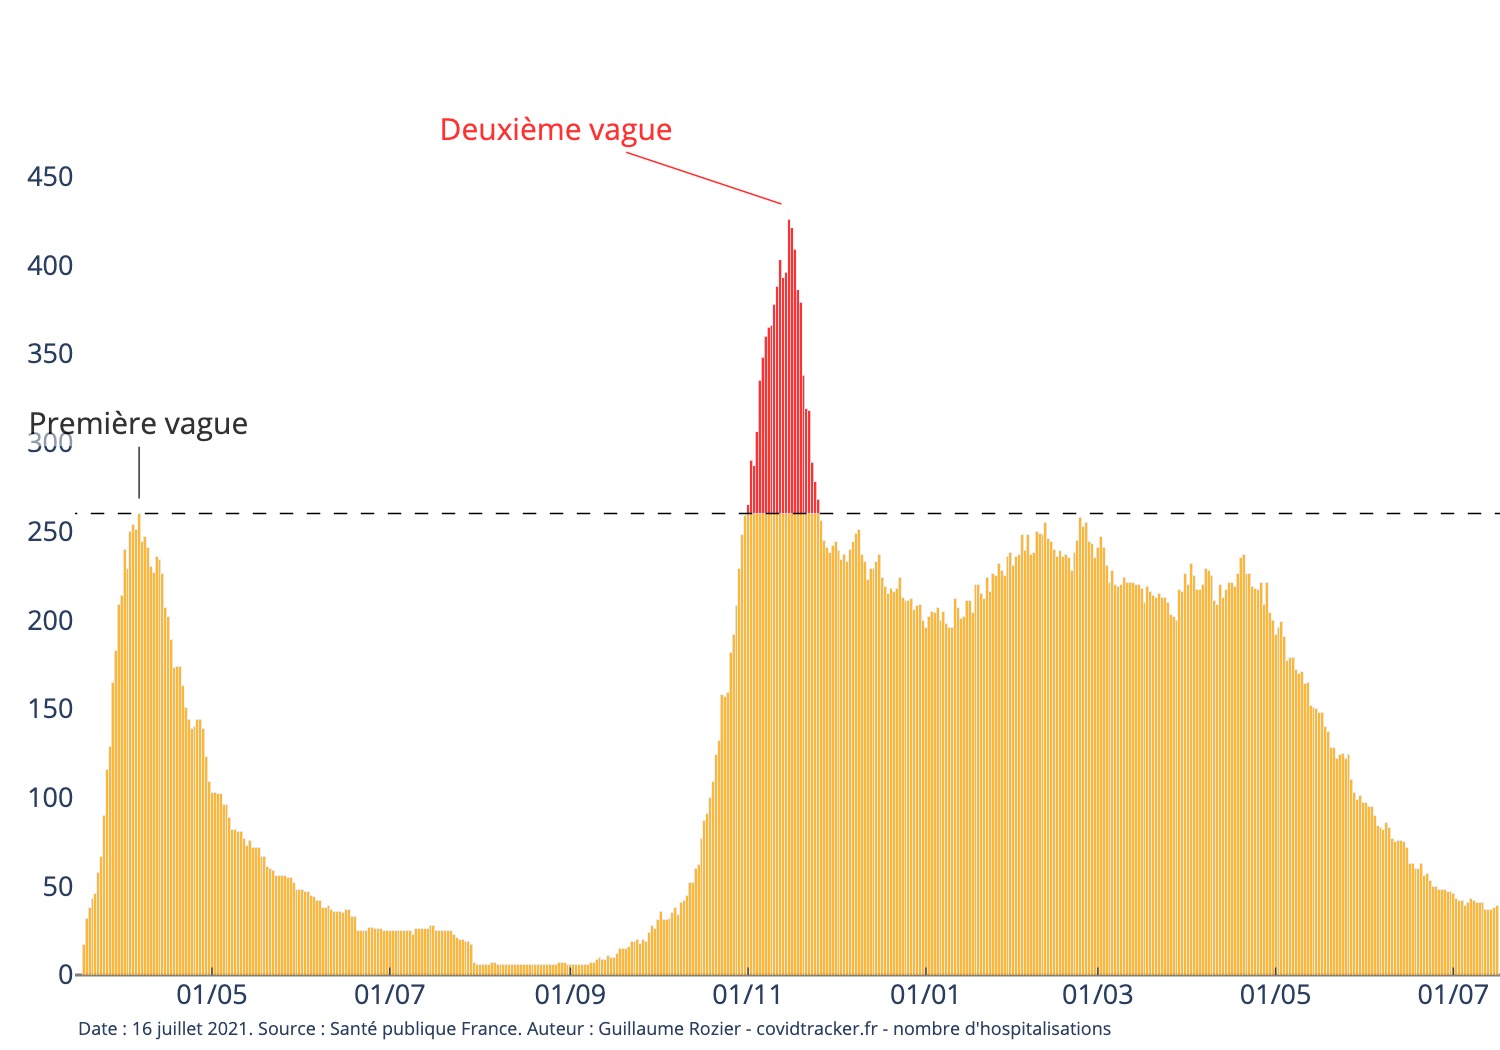 Deuxième vague
450
400
350
Première vague
300
250
200
150
100
50
0
01/05 01/07 01/09 01/11 01/01 01/03 01/05 01/07
Date : 16 juillet 2021. Source : Santé publique France. Auteur : Guillaume Rozier - covidtracker.fr - nombre d'hospitalisations